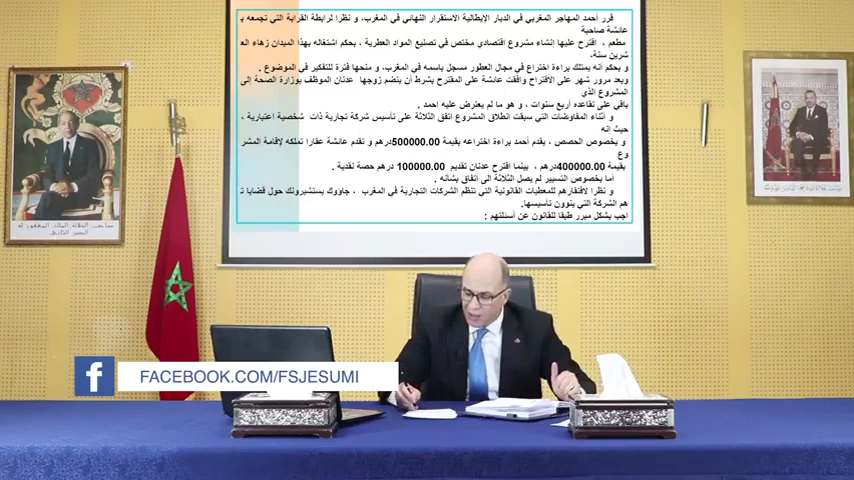 قرر أحمد المهاجر المغربي في الديار الإيطالية الاستقرار النهائي في المغرب، و نظرا لرابطة القرابة التي تجمعه ب
عائشة صاحبة
مطعم ، اقترح عليها إنشاء مشروع اقتصادي مختص في تصنيع المواد العطرية ، بحكم اشتغاله بهذا الميدان زهاء الع
شرين سنة،
و بحكم أنه يمتلك براءة اختراع في مجال العطور مسجل باسمه في المغرب، و منحها فترة للتفكير في الموضوع .
وبعد مرور شهر على الاقتراح وافقت عائشة على المقترح بشرط أن ينضم زوجها عدنان الموظف بوزارة الصحة إلى
المشروع الذي
باقي على تقاعده أربع سنوات ، و هو ما لم يعترض عليه احمد .
و أثناء المفاوضات التي سبقت انطلاق المشروع اتفق الثلاثة على تأسيس شركة تجارية ذات شخصية اعتبارية ،
حيث إنه
و بخصوص الحصص، يقدم أحمد براءة اختراعه بقيمة 500000.00درهم و تقدم عائشة عقارا تملكه لإقامة المشر
وع
بقيمة 400000.00درهم ، بينما اقترح عدنان تقديم 100000.00 درهم حصة نقدية .
أما بخصوص التسيير لم يصل الثلاثة الى اتفاق بشأنه .
و نظرا لافتقارهم للمعطيات القانونية التي تنظم الشركات التجارية في المغرب ، جاؤوك يستشيرونك حول قضايا ت
هم الشركة التي ينوون تأسيسها.
اجب بشكل مبرر طبقا للقانون عن أسئلتهم :
f FACEBOOK.COM/FSJESUMI